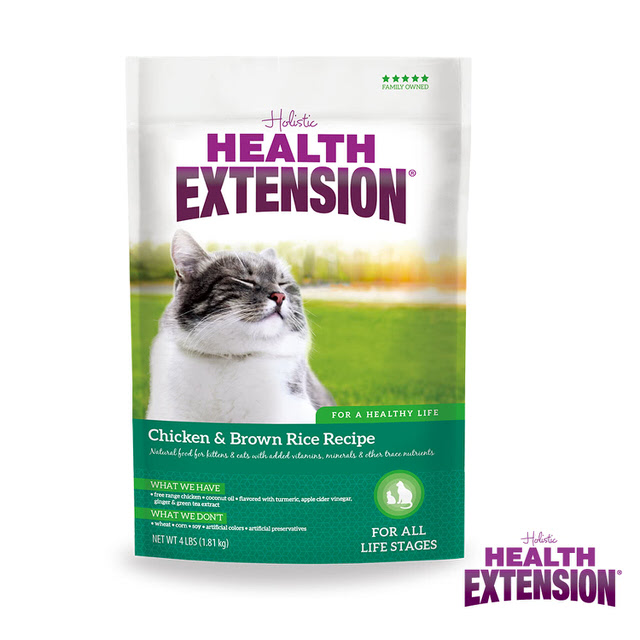 ★★★★★
FAMILY OWNED
Holistic
HEALTH
EXTENSION®
FOR A HEALTHY LIFE
Chicken & Brown Rice Recipe
Natural food for kittens & cats with added vitamins, minerals & other trace nutrients
WHAT WE HAVE
• free range chicken • coconut oil • flavored with turmeric, apple cider vinegar,
ginger & green tea extract
WHAT WE DON'T
• wheat • corn • soy • artificial colors • artificial preservatives
NET WT 4 LBS (1.81 kg)
FOR ALL
LIFE STAGES
Holistic
HEALTH
EXTENSION®